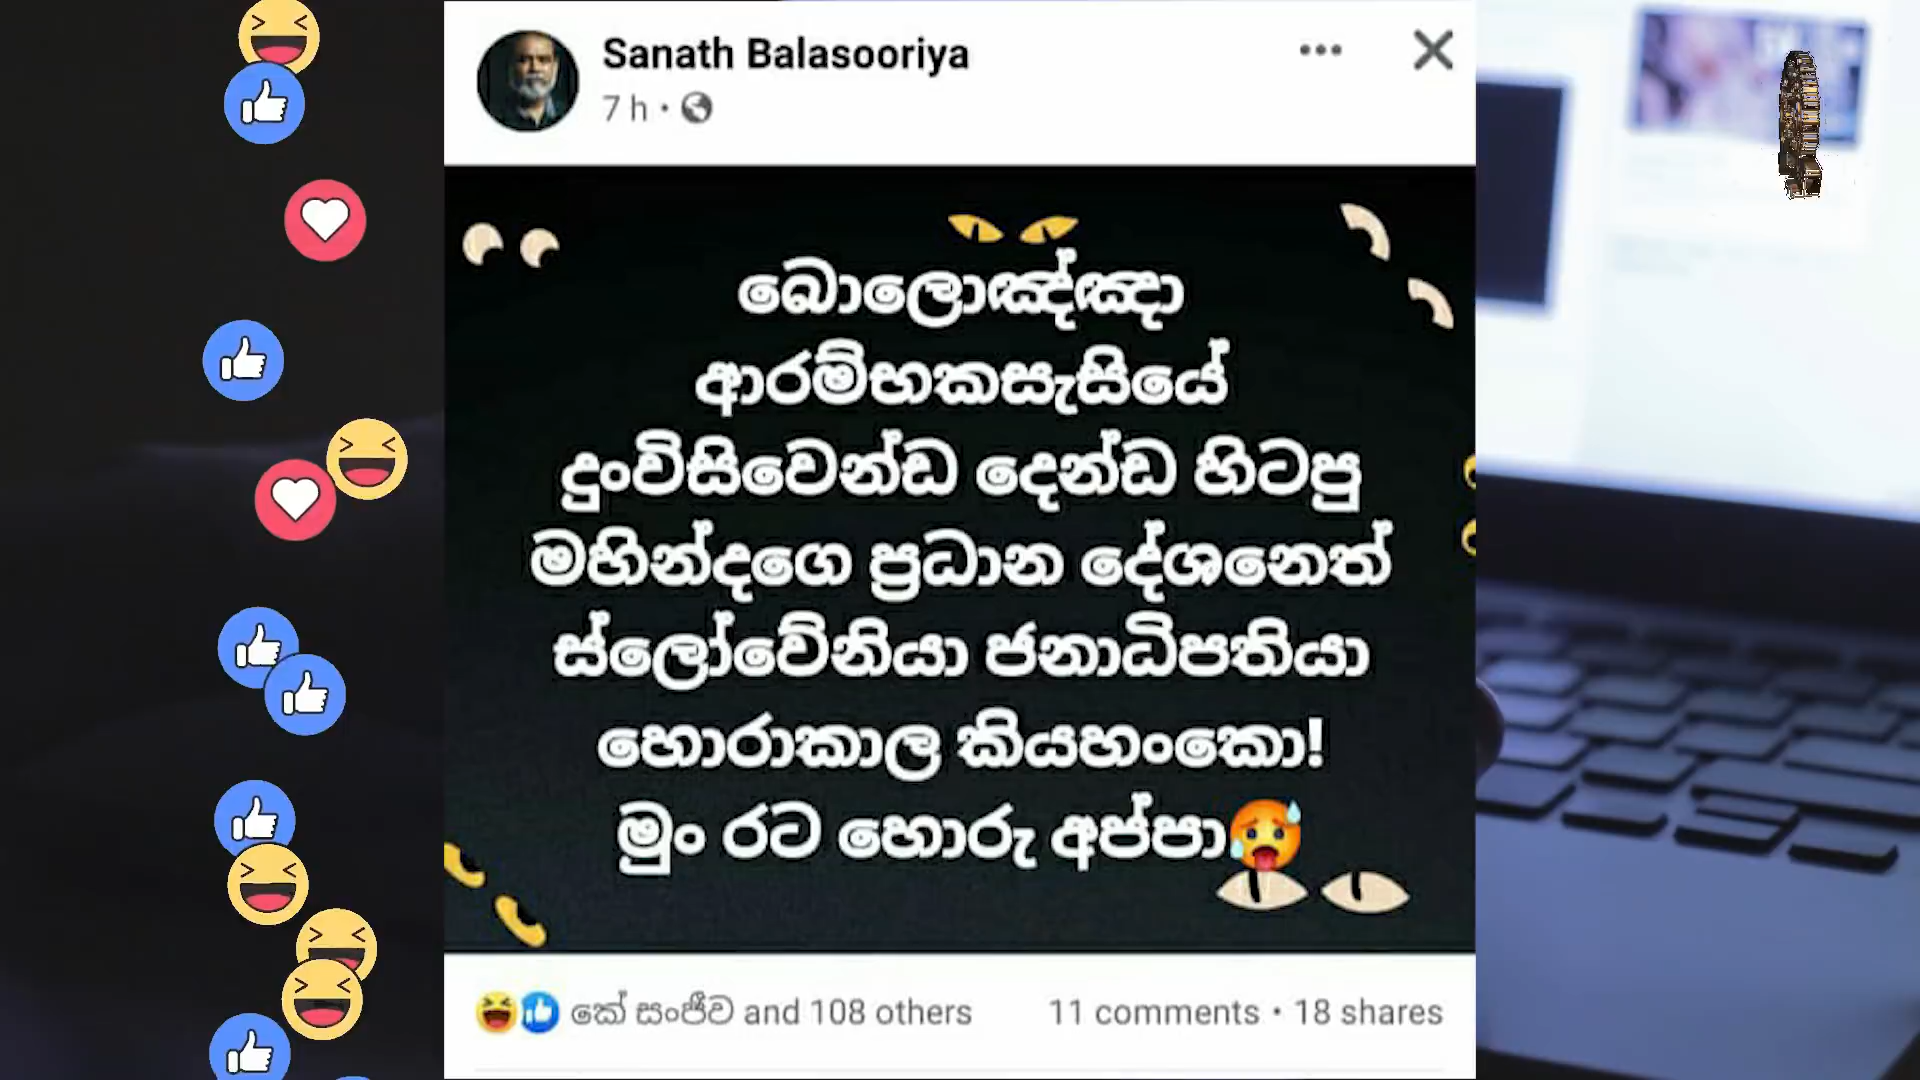 Sanath Balasooriya
7 h
බොලොඤ්ඤා
ආරම්භකසැසියේ
දුංවිසිවෙන්ඩ දෙන්ඩ හිටපු
මහින්දගෙ ප්‍රධාන දේශනෙත්
ස්ලෝවේනියා ජනාධිපතියා
හොරාකාල කියහංකො!
මුං රට හොරු අප්පා🥵
කේ සංජීව and 108 others
11 comments • 18 shares